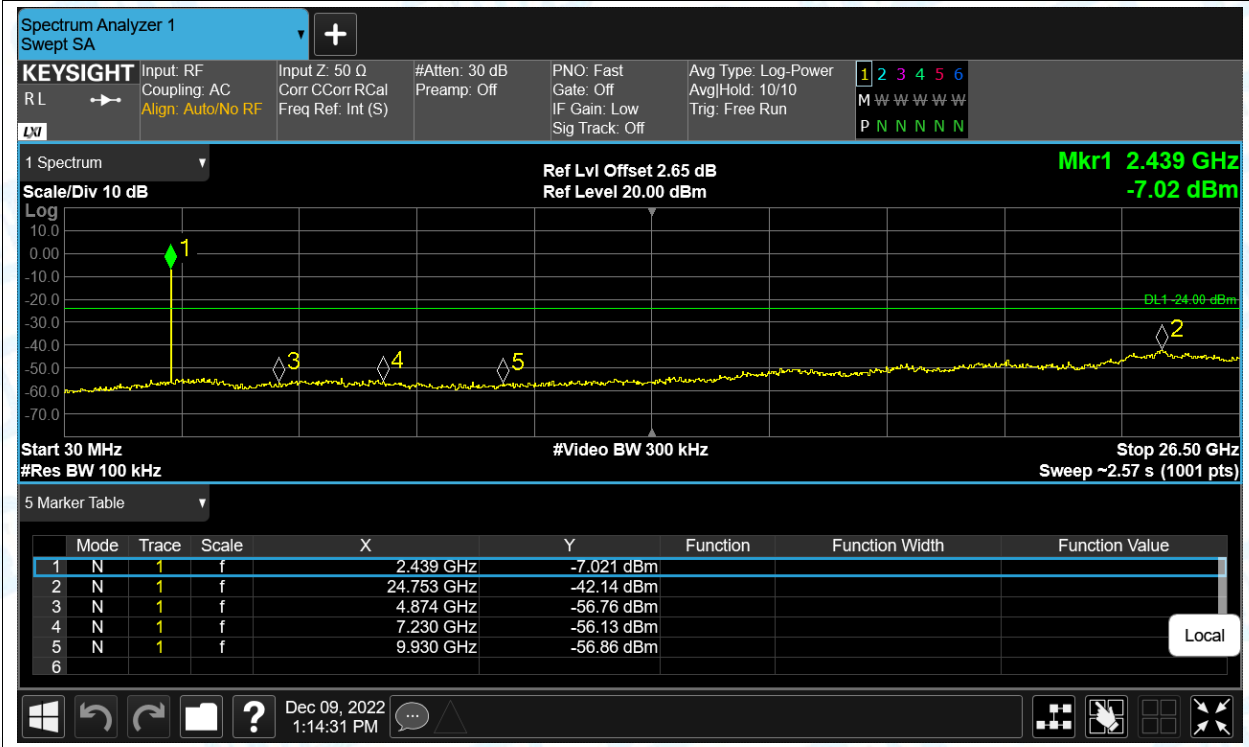 Spectrum Analyzer 1
Swept SA
+
KEYSIGHT Input: RF Input Z: 50 Ω #Atten: 30 dB PNO: Fast Avg Type: Log-Power 1 2 3 4 5 6
R L Coupling: AC Corr CCorr RCal Preamp: Off Gate: Off Avg|Hold: 10/10 M W W W W W
Align: Auto/No RF Freq Ref: Int (S) IF Gain: Low Trig: Free Run
LXI Sig Track: Off P N N N N N
1 Spectrum
Ref Lvl Offset 2.65 dB Mkr1 2.439 GHz
Scale/Div 10 dB Ref Level 20.00 dBm -7.02 dBm
Log
10.0
0.00
-10.0
-20.0
-30.0
-40.0
-50.0
-60.0
-70.0
1
DL1 -24.00 dBm
2
3
4
5
Start 30 MHz #Video BW 300 kHz Stop 26.50 GHz
#Res BW 100 kHz Sweep ~2.57 s (1001 pts)
5 Marker Table
Mode Trace Scale X Y Function Function Width Function Value
1 N 1 f 2.439 GHz -7.021 dBm
2 N 1 f 24.753 GHz -42.14 dBm
3 N 1 f 4.874 GHz -56.76 dBm
4 N 1 f 7.230 GHz -56.13 dBm
5 N 1 f 9.930 GHz -56.86 dBm
6
Local
? Dec 09, 2022
1:14:31 PM